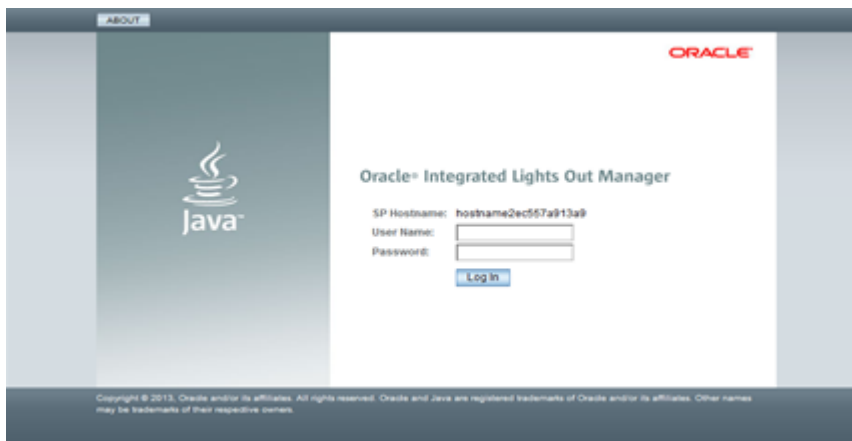 ABOUT
ORACLE
Java
Oracle® Integrated Lights Out Manager
SP Hostname: hostname2ec557a913a9
User Name:
Password:
Log In
Copyright © 2013, Oracle and/or its affiliates. All rights reserved. Oracle and Java are registered trademarks of Oracle and/or its affiliates. Other names
may be trademarks of their respective owners.